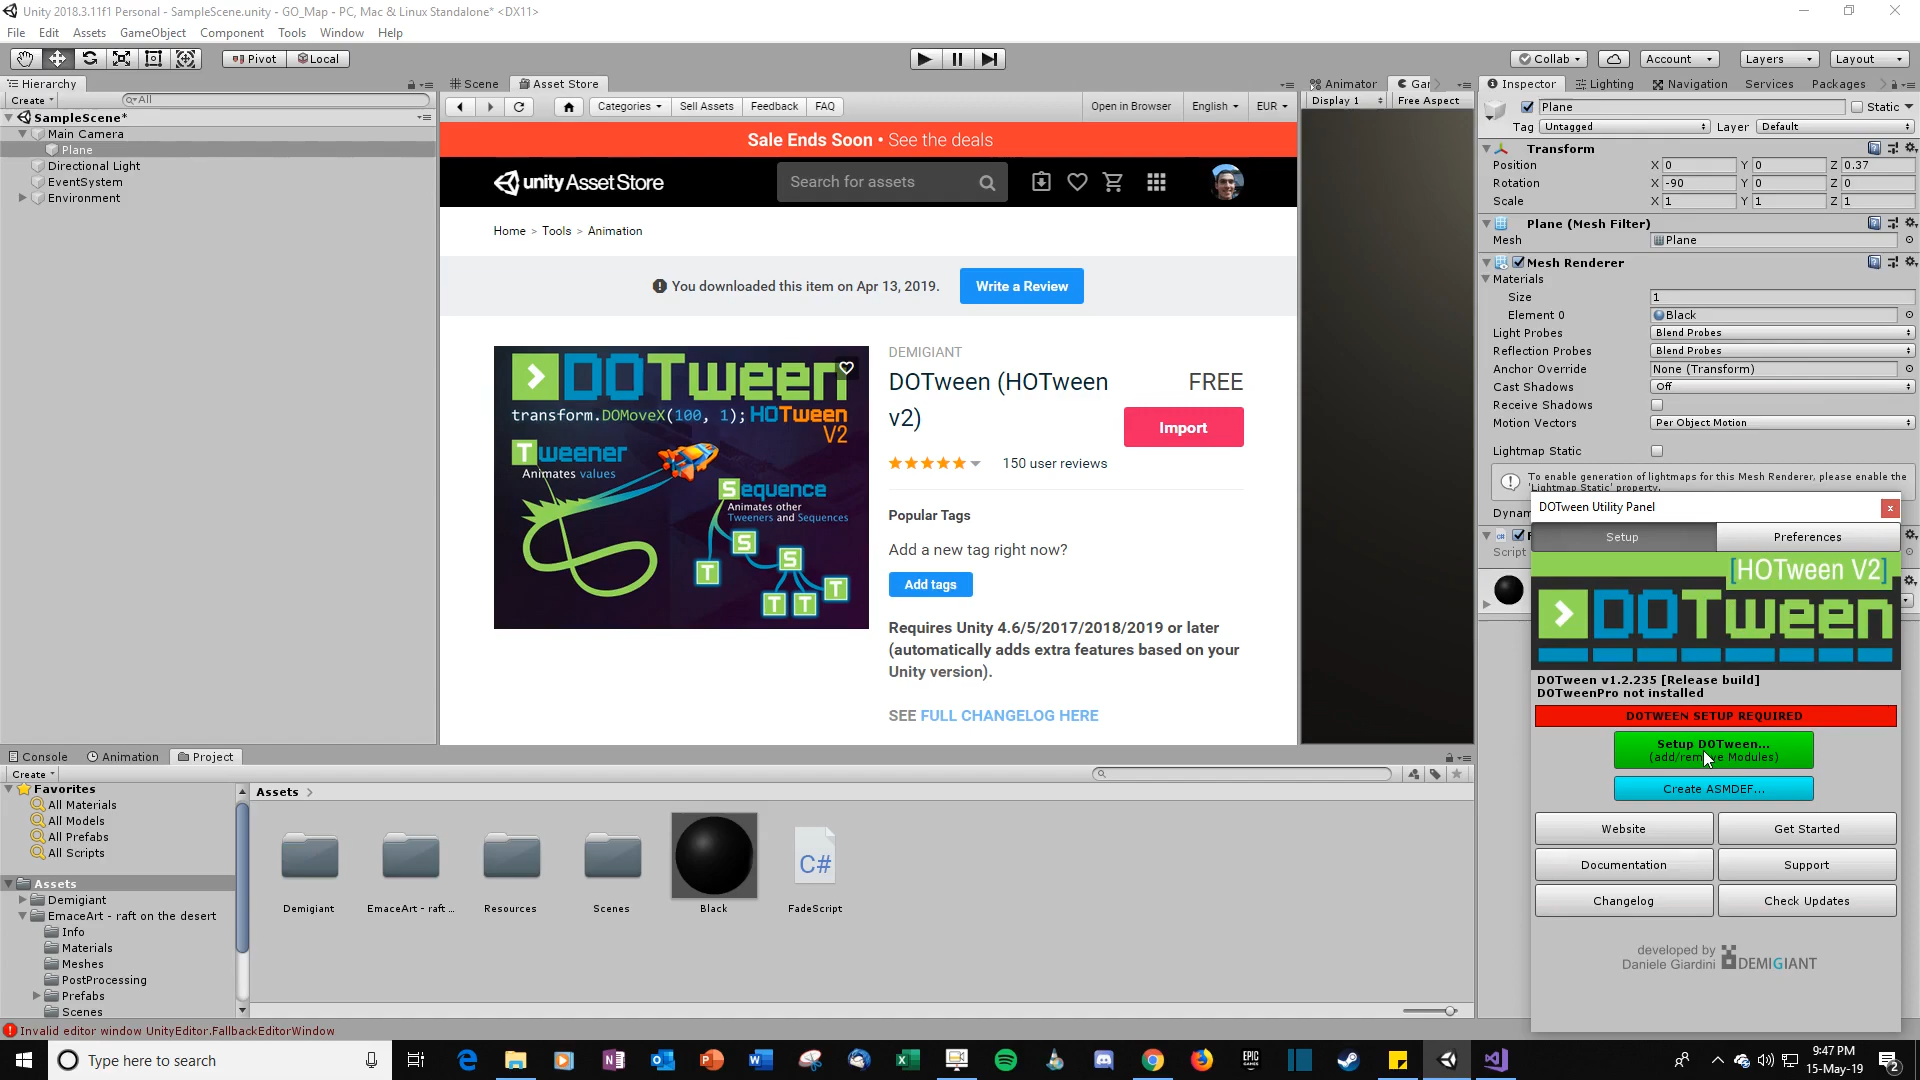 Unity 2018.3.11f1 Personal - SampleScene.unity - GO_Map - PC, Mac & Linux Standalone* <DX11>
File Edit Assets GameObject Component Tools Window Help
Pivot Local
Collab Account Layers Layout
Hierarchy
Create All
SampleScene*
Main Camera
Plane
Directional Light
EventSystem
Environment
Scene Asset Store
Categories Sell Assets Feedback FAQ Open in Browser English EUR
Sale Ends Soon • See the deals
unity Asset Store
Search for assets
Home > Tools > Animation
You downloaded this item on Apr 13, 2019.
Write a Review
DOTween
transform.DOMoveX(100, 1); HOTween
V2
Tweener
Animates values
Sequence
Animates other
Tweeners and Sequences
S
T
S
T
T
T
DEMIGIANT
DOTween (HOTween
v2)
FREE
Import
150 user reviews
Popular Tags
Add a new tag right now?
Add tags
Requires Unity 4.6/5/2017/2018/2019 or later
(automatically adds extra features based on your
Unity version).
SEE FULL CHANGELOG HERE
Animator
Display 1 Free Aspect
Inspector Lighting Navigation Services Packages
Plane Static
Tag Untagged Layer Default
Transform
Position X 0 Y 0 Z 0.37
Rotation X -90 Y 0 Z 0
Scale X 1 Y 1 Z 1
Plane (Mesh Filter)
Mesh Plane
Mesh Renderer
Materials
Size 1
Element 0 Black
Light Probes Blend Probes
Reflection Probes Blend Probes
Anchor Override None (Transform)
Cast Shadows Off
Receive Shadows
Motion Vectors Per Object Motion
Lightmap Static
To enable generation of lightmaps for this Mesh Renderer, please enable the
'Lightmap Static' property.
Script
DOTween Utility Panel
x
Setup Preferences
[HOTween V2]
DOTween
DOTween v1.2.235 [Release build]
DOTweenPro not installed
DOTWEEN SETUP REQUIRED
Setup DOTween...
Modules)
Create ASMDEF...
Website Get Started
Documentation Support
Changelog Check Updates
developed by
Daniele Giardini DEMIGIANT
Console Animation Project
Create
Favorites
All Materials
All Models
All Prefabs
All Scripts
Assets
Demigiant
EmaceArt - raft on the desert
Info
Materials
Meshes
PostProcessing
Prefabs
Scenes
Assets
C#
Demigiant EmaceArt - raft ... Resources Scenes Black FadeScript
Invalid editor window UnityEditor.FallbackEditorWindow
Type here to search
EPIC GAMES
9:47 PM
15-May-19
2